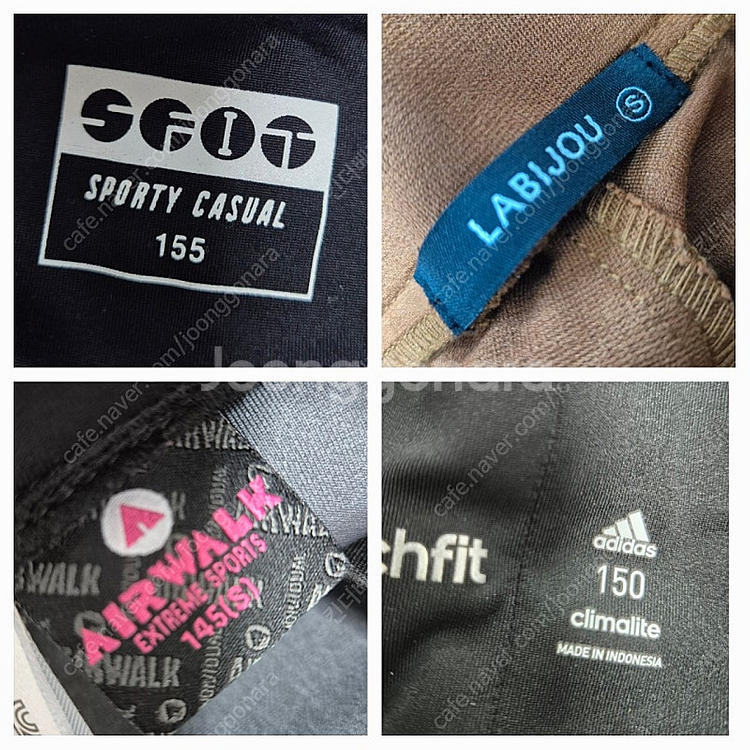 SFIT
SPORTY CASUAL
155
LABIJOU S
AIRWALK
EXTREME SPORTS
145(S)
chfit
adidas
150
climalite
MADE IN INDONESIA
Joonggonara
cafe.naver.com/joonggonara